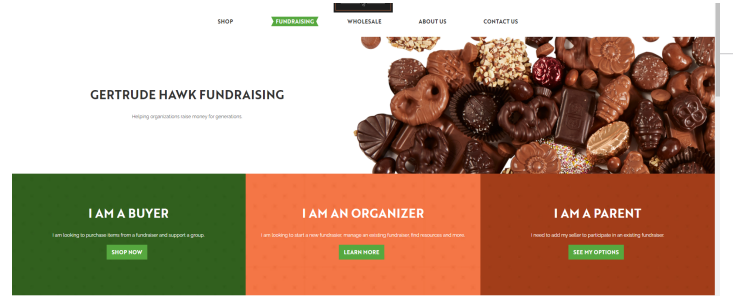 SHOP
FUNDRAISING
WHOLESALE
ABOUT US
CONTACT US
GERTRUDE HAWK FUNDRAISING
Helping organizations raise money for generations
I AM A BUYER
I am looking to purchase items from a fundraiser and support a group.
SHOP NOW
I AM AN ORGANIZER
I am looking to start a new fundraiser, manage an existing fundraiser, find resources and more.
LEARN MORE
I AM A PARENT
I need to add my seller to participate in an existing fundraiser.
SEE MY OPTIONS